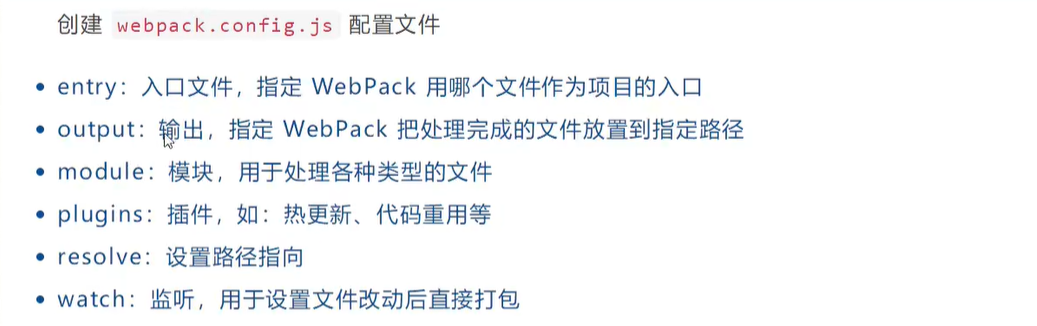 创建 webpack.config.js 配置文件
entry：入口文件，指定 WebPack 用哪个文件作为项目的入口
output：输出，指定 WebPack 把处理完成的文件放置到指定路径
module：模块，用于处理各种类型的文件
plugins：插件，如：热更新、代码重用等
resolve：设置路径指向
watch：监听，用于设置文件改动后直接打包